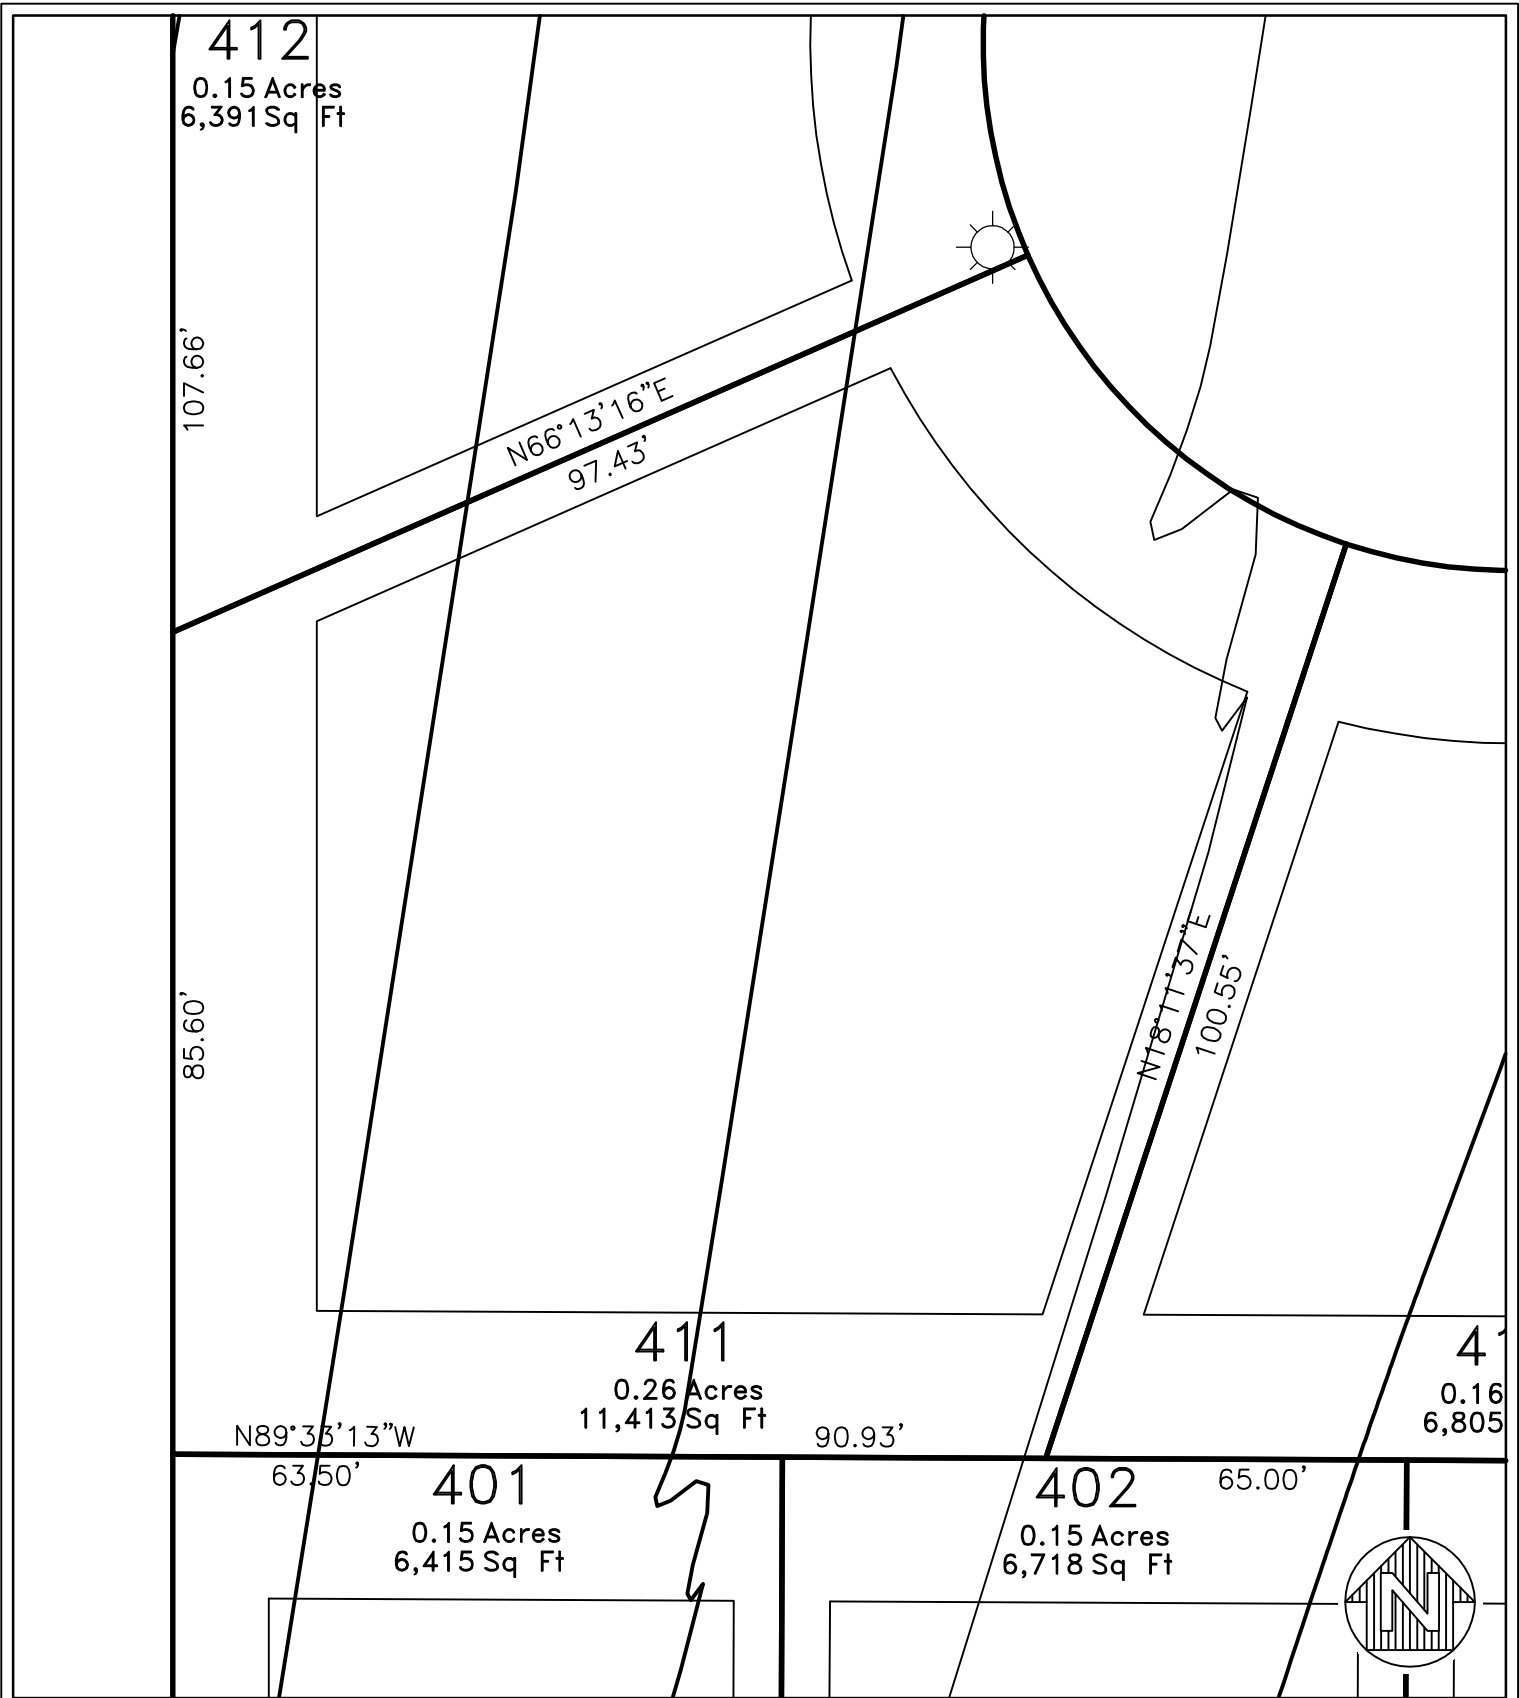 412
0.15 Acres
6,391 Sq Ft
107.66'
N66°13'16"E
97.43'
85.60'
N18°11'37"E
100.55'
411
0.26 Acres
11,413 Sq Ft
41
0.16
6,805
N89°33'13"W
90.93'
63.50'
401
0.15 Acres
6,415 Sq Ft
402
0.15 Acres
6,718 Sq Ft
65.00'
N